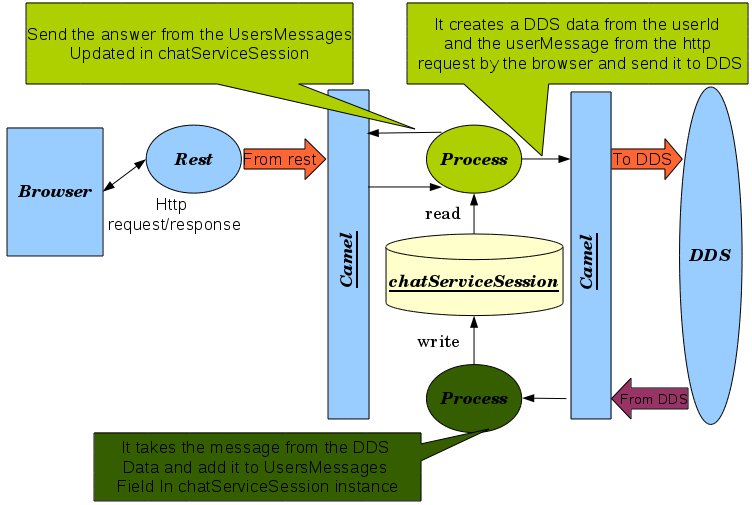 Send the answer from the UsersMessages
Updated in chatServiceSession
It creates a DDS data from the userId
and the userMessage from the http
request by the browser and send it to DDS
Browser
Rest
Http
request/response
From rest
Camel
Process
read
chatServiceSession
write
Process
Camel
To DDS
DDS
From DDS
It takes the message from the DDS
Data and add it to UsersMessages
Field In chatServiceSession instance